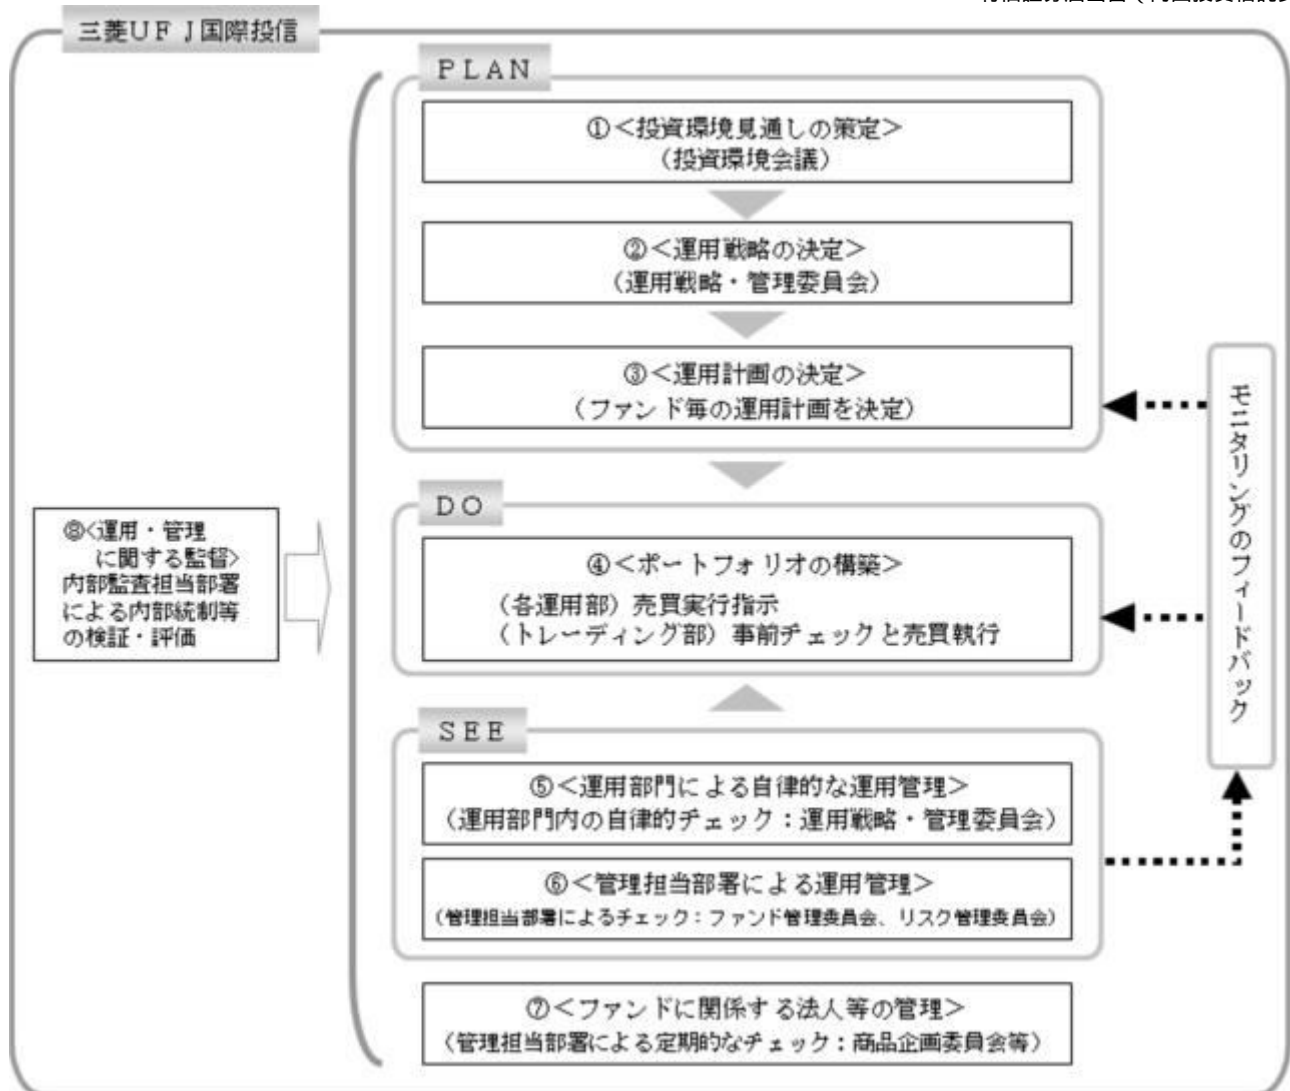 三菱UFJ国際投信
PLAN
①<投資環境見通しの策定>
(投資環境会議)
②<運用戦略の決定>
(運用戦略・管理委員会)
③<運用計画の決定>
(ファンド毎の運用計画を決定)
DO
④<ポートフォリオの構築>
(各運用部)売買実行指示
(トレーディング部)事前チェックと売買執行
SEE
⑤<運用部門による自律的な運用管理>
(運用部門内の自律的チェック:運用戦略・管理委員会)
⑥<管理担当部署による運用管理>
(管理担当部署によるチェック:ファンド管理委員会、リスク管理委員会)
⑦<ファンドに関係する法人等の管理>
(管理担当部署による定期的なチェック:商品企画委員会等)
⑧<運用・管理
に関する監督>
内部監査担当部署
による内部統制等
の検証・評価
モニタリングのフィードバック